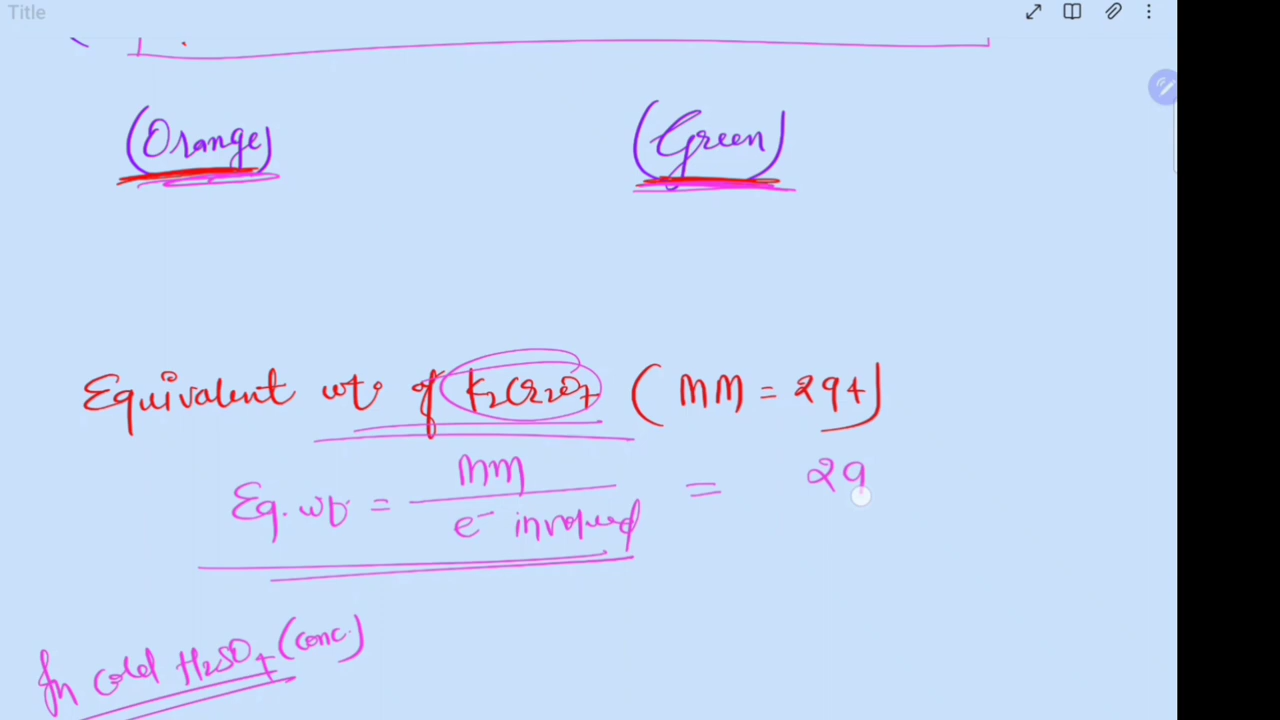 Title
(Orange) (Green)
Equivalent wt. of K2Cr2O7 (MM = 294)
Eq. wt. = MM / e⁻ involved = 29
In cold H2SO4 (conc.)